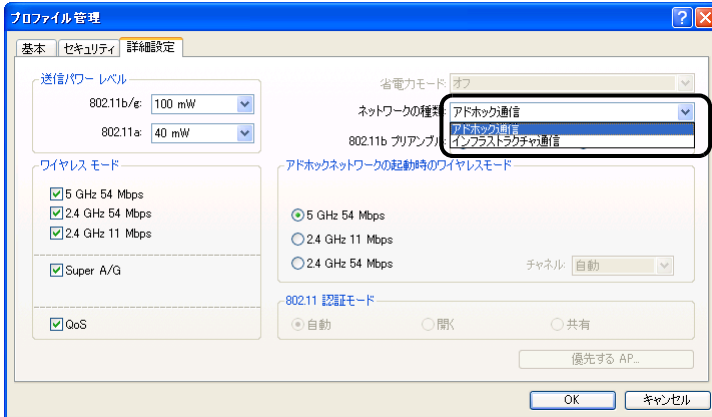 プロファイル管理
基本
セキュリティ
詳細設定
送信パワー レベル
802.11b/g: 100 mW
802.11a: 40 mW
省電力モード: オフ
ネットワークの種類: アドホック通信
アドホック通信
インフラストラクチャ通信
802.11b プリアンブル
ワイヤレス モード
5 GHz 54 Mbps
2.4 GHz 54 Mbps
2.4 GHz 11 Mbps
Super A/G
QoS
アドホックネットワークの起動時のワイヤレスモード
5 GHz 54 Mbps
2.4 GHz 11 Mbps
2.4 GHz 54 Mbps
チャネル: 自動
802.11 認証モード
自動
開く
共有
優先する AP...
OK
キャンセル